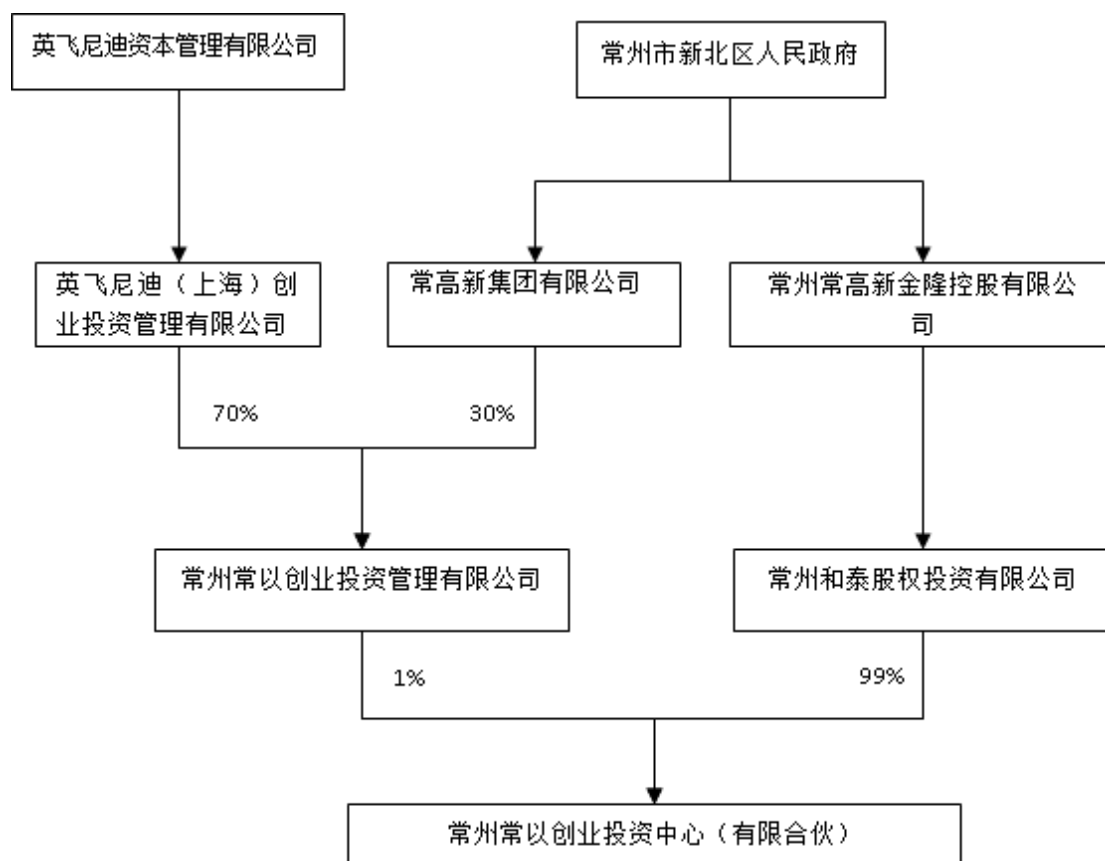 英飞尼迪资本管理有限公司
常州市新北区人民政府
英飞尼迪（上海）创
业投资管理有限公司
常高新集团有限公司
常州常高新金隆控股有限公
司
70%
30%
常州常以创业投资管理有限公司
常州和泰股权投资有限公司
1%
99%
常州常以创业投资中心（有限合伙）